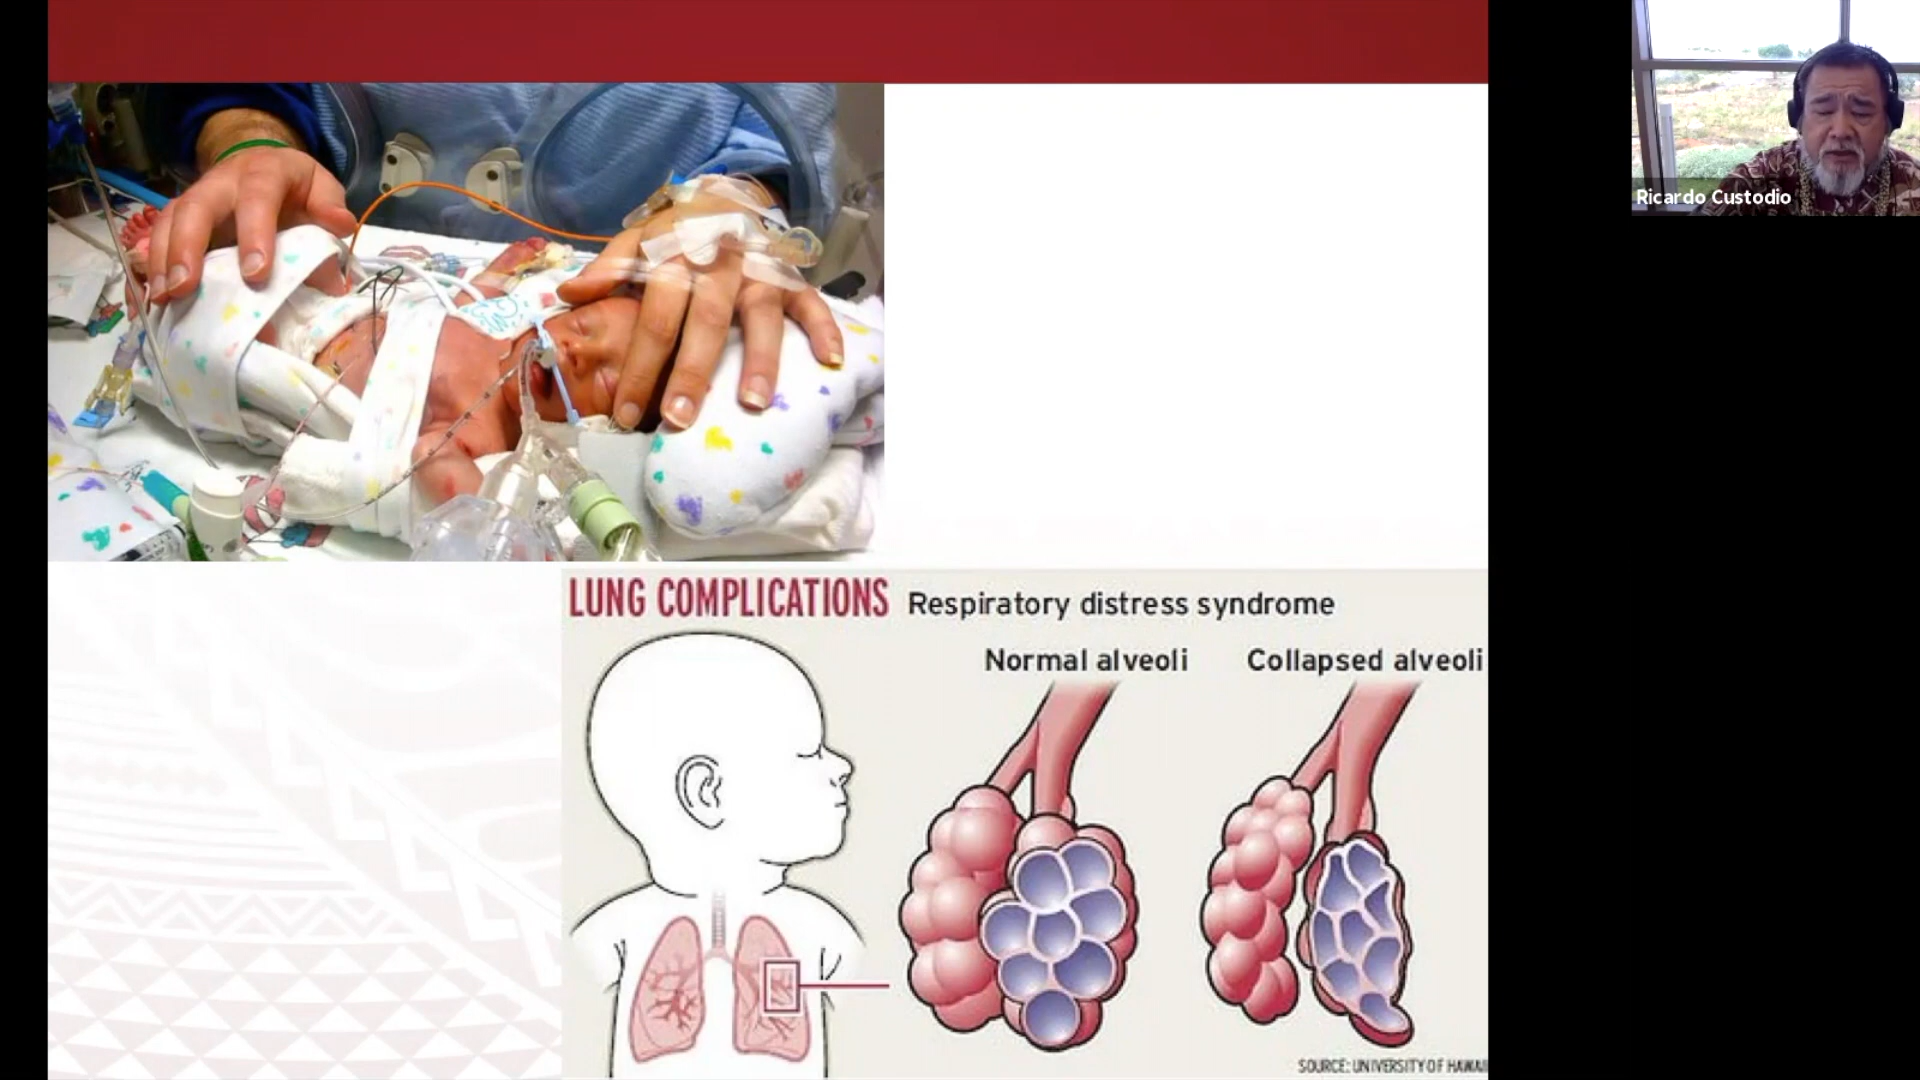 Ricardo Custodio
LUNG COMPLICATIONS Respiratory distress syndrome
Normal alveoli Collapsed alveoli
SOURCE: UNIVERSITY OF HAWAII